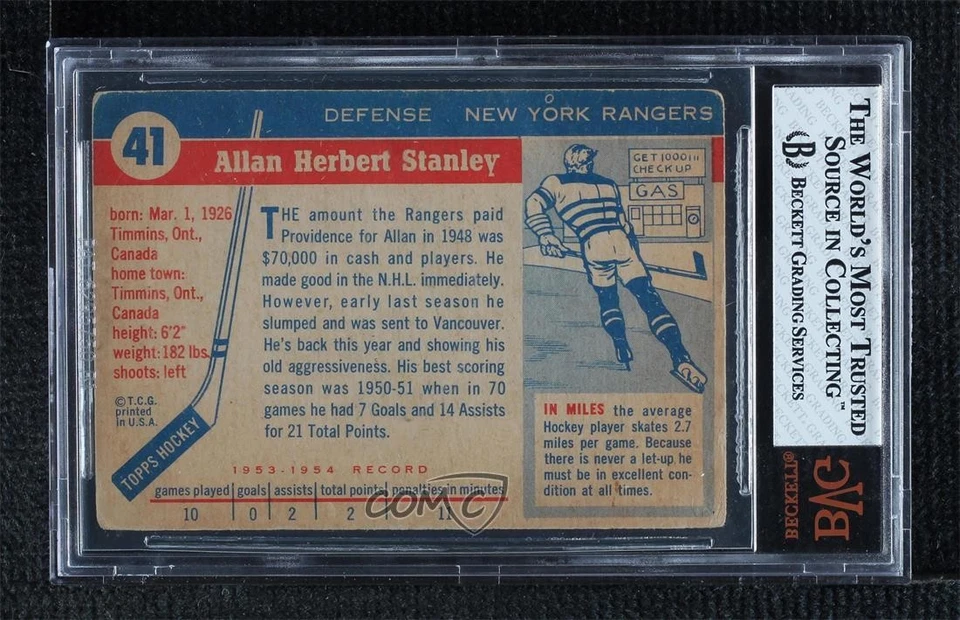 41
DEFENSE NEW YORK RANGERS
Allan Herbert Stanley
born: Mar. 1, 1926
Timmins, Ont.,
Canada
home town:
Timmins, Ont.,
Canada
height: 6'2"
weight: 182 lbs.
shoots: left
© T.C.G.
printed
in U.S.A.
TOPPS HOCKEY
THE amount the Rangers paid
Providence for Allan in 1948 was
$70,000 in cash and players. He
made good in the N.H.L. immediately.
However, early last season he
slumped and was sent to Vancouver.
He's back this year and showing his
old aggressiveness. His best scoring
season was 1950-51 when in 70
games he had 7 Goals and 14 Assists
for 21 Total Points.
1953-1954 RECORD
games played goals assists total points penalties in minutes
10 0 2 2 11
COMC
GET 1000
CHECK UP
GAS
IN MILES the average
Hockey player skates 2.7
miles per game. Because
there is never a let-up he
must be in excellent con-
dition at all times.
THE WORLD'S MOST TRUSTED
SOURCE IN COLLECTING™
BECKETT GRADING SERVICES
BECKETT®